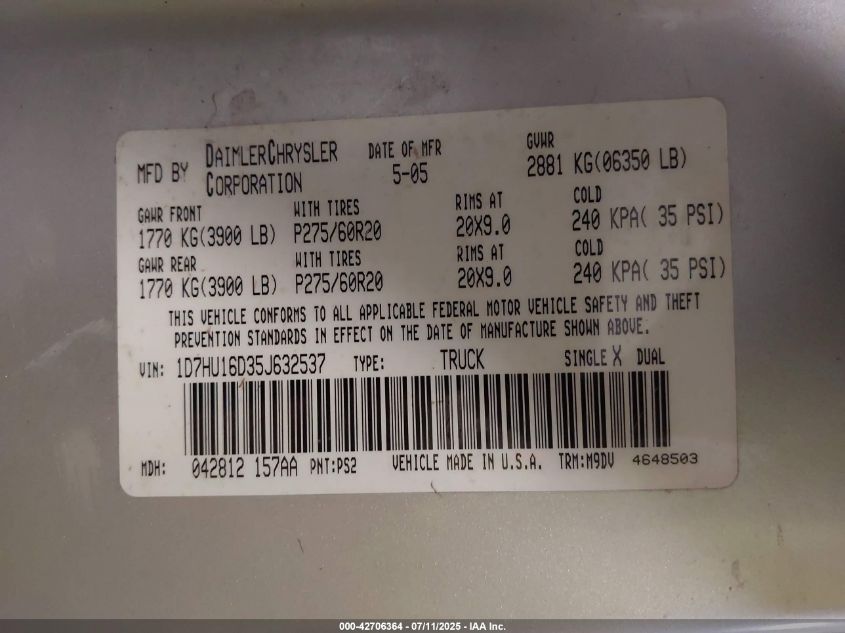 MFD BY DAIMLERCHRYSLER CORPORATION DATE OF MFR 5-05 GVWR 2881 KG(06350 LB)
GAWR FRONT WITH TIRES RIMS AT COLD
1770 KG(3900 LB) P275/60R20 20X9.0 240 KPA( 35 PSI)
GAWR REAR WITH TIRES RIMS AT COLD
1770 KG(3900 LB) P275/60R20 20X9.0 240 KPA( 35 PSI)
THIS VEHICLE CONFORMS TO ALL APPLICABLE FEDERAL MOTOR VEHICLE SAFETY AND THEFT
PREVENTION STANDARDS IN EFFECT ON THE DATE OF MANUFACTURE SHOWN ABOVE.
VIN: 1D7HU16D35J632537 TYPE: TRUCK SINGLE X DUAL
MDH: 042812 157AA PNT:PS2 VEHICLE MADE IN U.S.A. TRM:M9DV 4648503
000-42706364 - 07/11/2025 - IAA Inc.